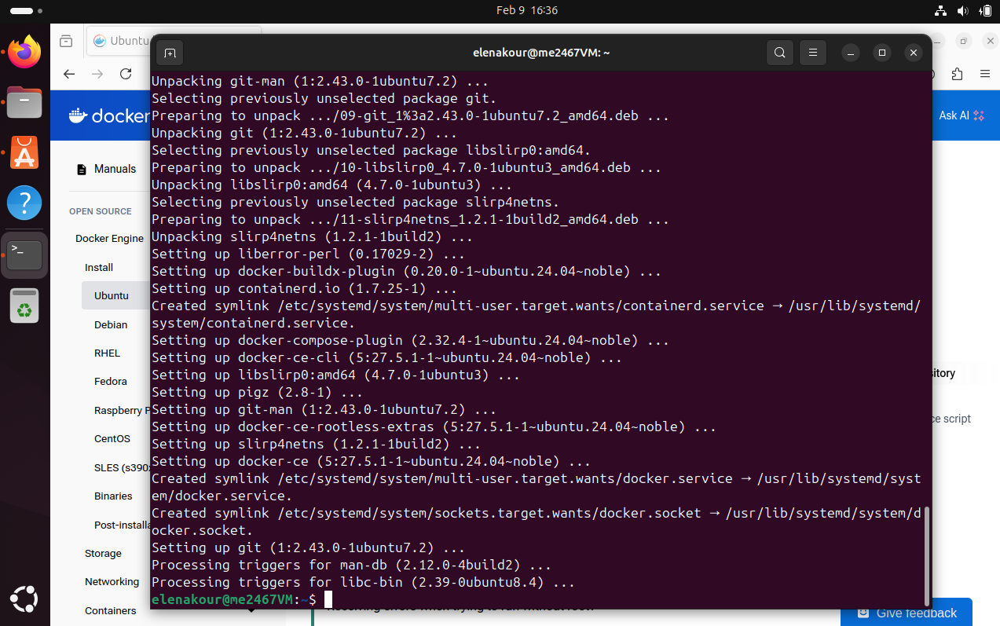 Feb 9 16:36
Ubuntu
elenakour@me2467VM: ~
docker
Ask AI
Manuals
OPEN SOURCE
Docker Engine
Install
Ubuntu
Debian
RHEL
Fedora
Raspberry P
CentOS
SLES (s390
Binaries
Post-installa
Storage
Networking
Containers
Unpacking git-man (1:2.43.0-1ubuntu7.2) ...
Selecting previously unselected package git.
Preparing to unpack .../09-git_1%3a2.43.0-1ubuntu7.2_amd64.deb ...
Unpacking git (1:2.43.0-1ubuntu7.2) ...
Selecting previously unselected package libslirp0:amd64.
Preparing to unpack .../10-libslirp0_4.7.0-1ubuntu3_amd64.deb ...
Unpacking libslirp0:amd64 (4.7.0-1ubuntu3) ...
Selecting previously unselected package slirp4netns.
Preparing to unpack .../11-slirp4netns_1.2.1-1build2_amd64.deb ...
Unpacking slirp4netns (1.2.1-1build2) ...
Setting up liberror-perl (0.17029-2) ...
Setting up docker-buildx-plugin (0.20.0-1~ubuntu.24.04~noble) ...
Setting up containerd.io (1.7.25-1) ...
Created symlink /etc/systemd/system/multi-user.target.wants/containerd.service → /usr/lib/systemd/
system/containerd.service.
Setting up docker-compose-plugin (2.32.4-1~ubuntu.24.04~noble) ...
Setting up docker-ce-cli (5:27.5.1-1~ubuntu.24.04~noble) ...
Setting up libslirp0:amd64 (4.7.0-1ubuntu3) ...
Setting up pigz (2.8-1) ...
Setting up git-man (1:2.43.0-1ubuntu7.2) ...
Setting up docker-ce-rootless-extras (5:27.5.1-1~ubuntu.24.04~noble) ...
Setting up slirp4netns (1.2.1-1build2) ...
Setting up docker-ce (5:27.5.1-1~ubuntu.24.04~noble) ...
Created symlink /etc/systemd/system/multi-user.target.wants/docker.service → /usr/lib/systemd/syst
em/docker.service.
Created symlink /etc/systemd/system/sockets.target.wants/docker.socket → /usr/lib/systemd/system/d
ocker.socket.
Setting up git (1:2.43.0-1ubuntu7.2) ...
Processing triggers for man-db (2.12.0-4build2) ...
Processing triggers for libc-bin (2.39-0ubuntu8.4) ...
elenakour@me2467VM:~$
itory
ce script
Give feedback